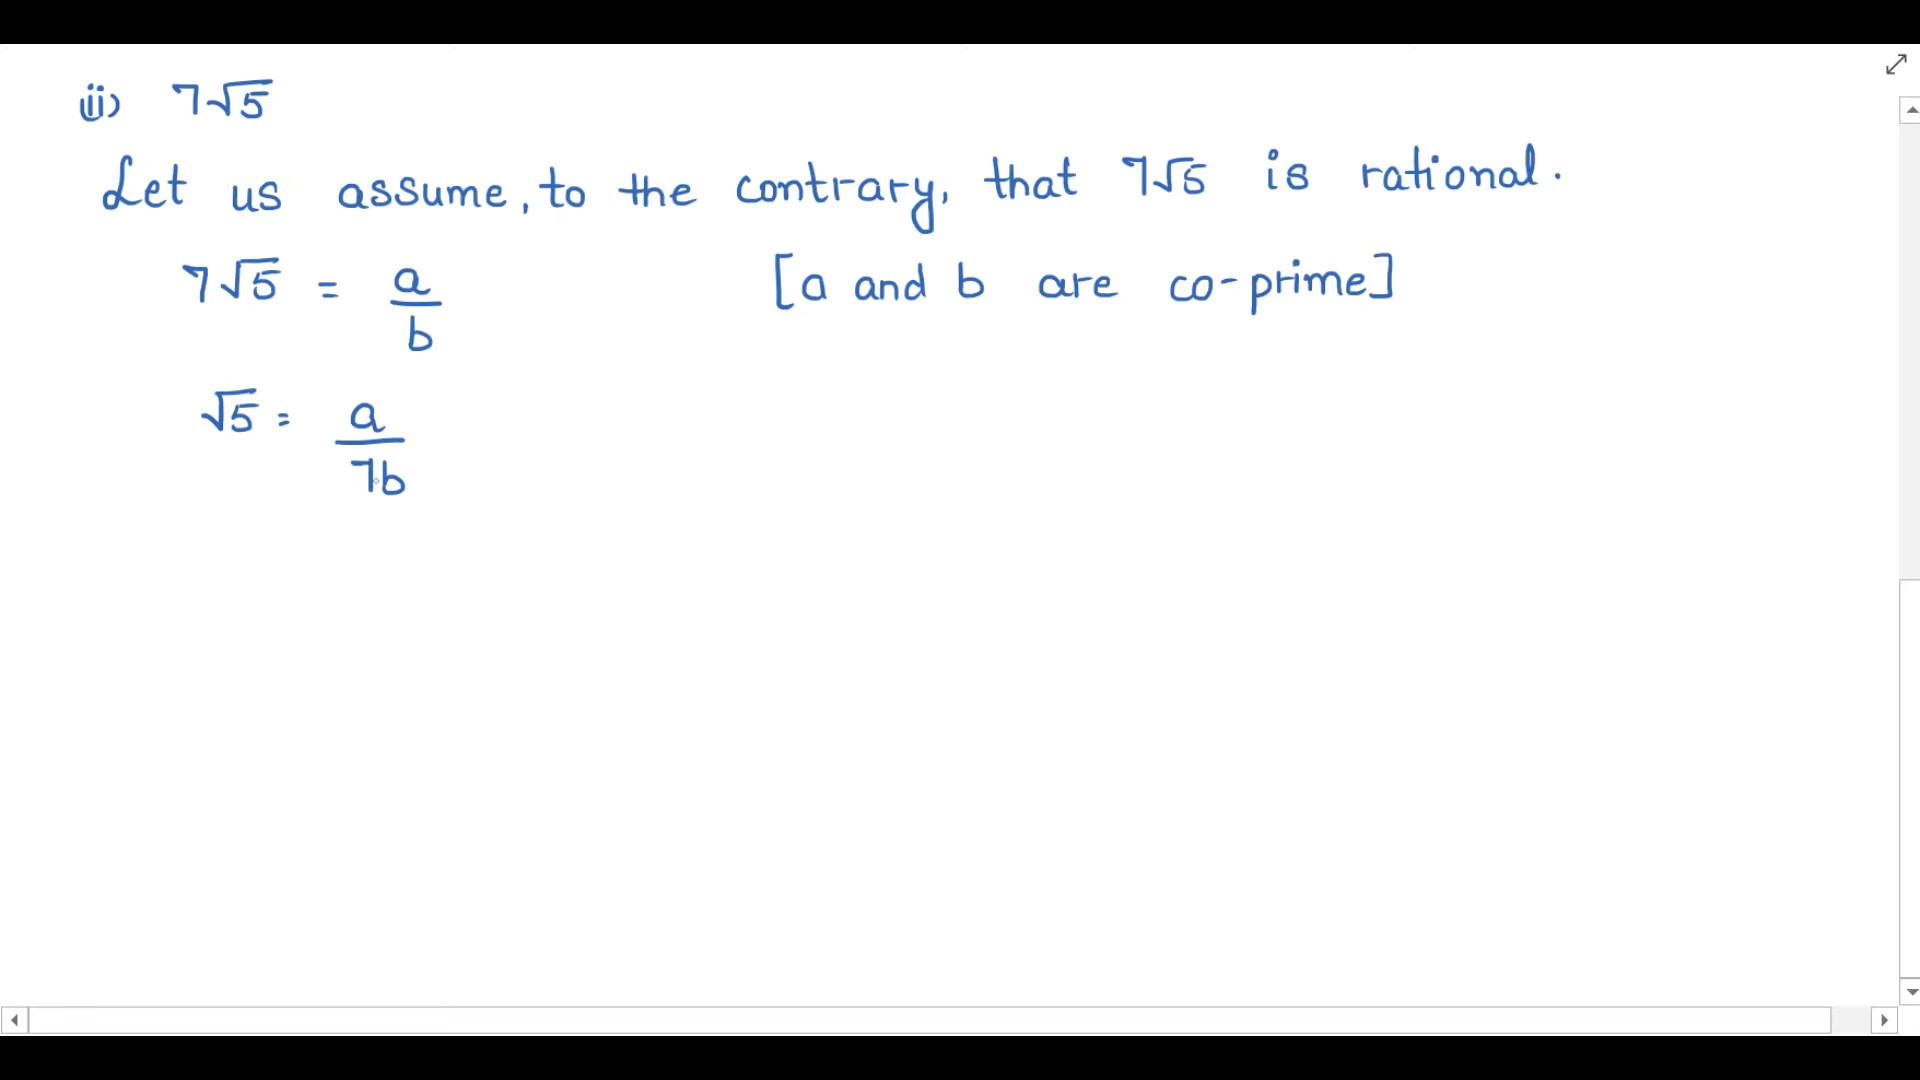 (ii) 7√5
Let us assume, to the contrary, that 7√5 is rational.
7√5 = a/b [a and b are co-prime]
√5 = a/7b